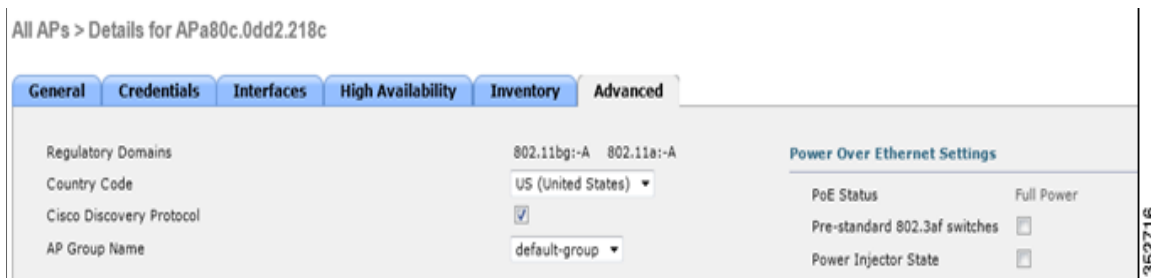 All APs > Details for APa80c.0dd2.218c
General Credentials Interfaces High Availability Inventory Advanced
Regulatory Domains 802.11bg:-A 802.11a:-A
Country Code US (United States)
Cisco Discovery Protocol
AP Group Name default-group
Power Over Ethernet Settings
PoE Status Full Power
Pre-standard 802.3af switches
Power Injector State
352716